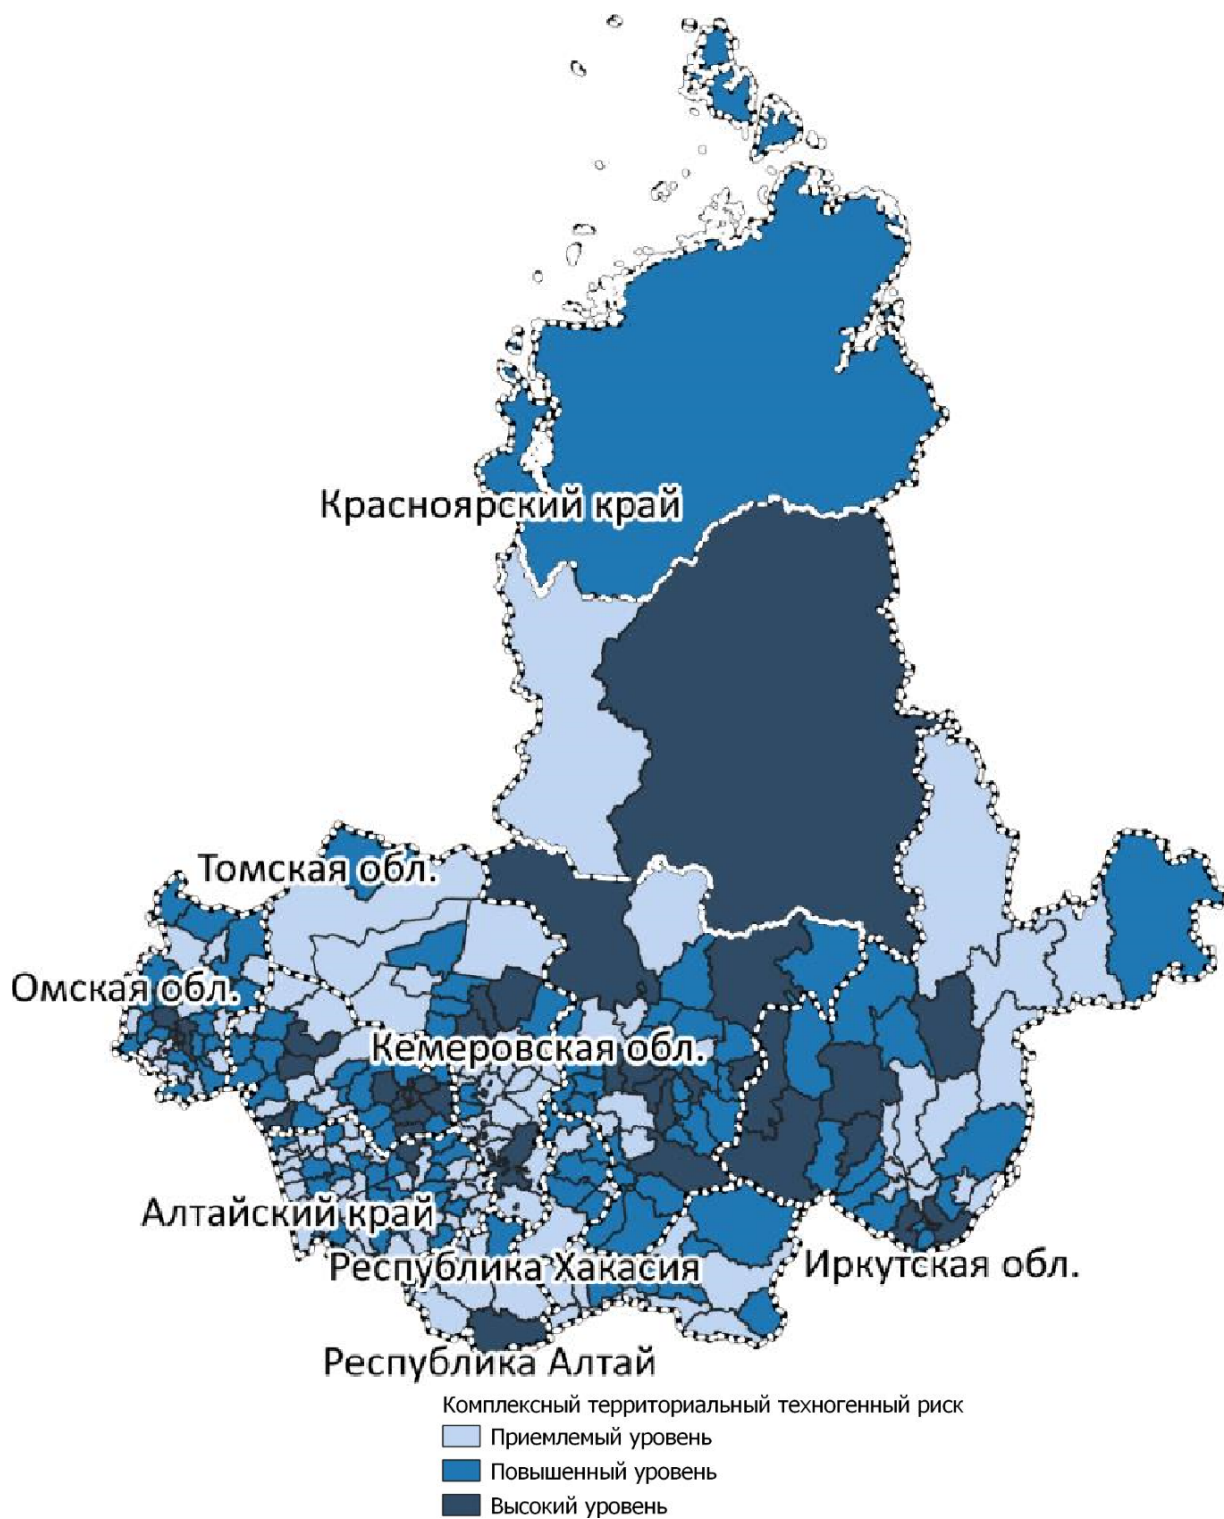 Красноярский край
Томская обл.
Омская обл.
Кемеровская обл.
Алтайский край
Республика Хакасия
Иркутская обл.
Республика Алтай
Комплексный территориальный техногенный риск
Приемлемый уровень
Повышенный уровень
Высокий уровень